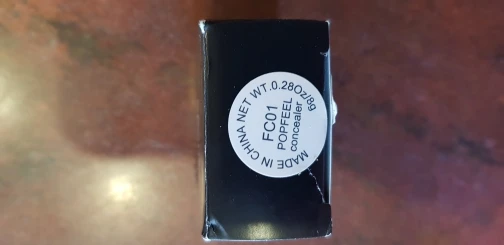 MADE IN CHINA NET WT.0.28Oz/8g
FC01
POPFEEL
concealer